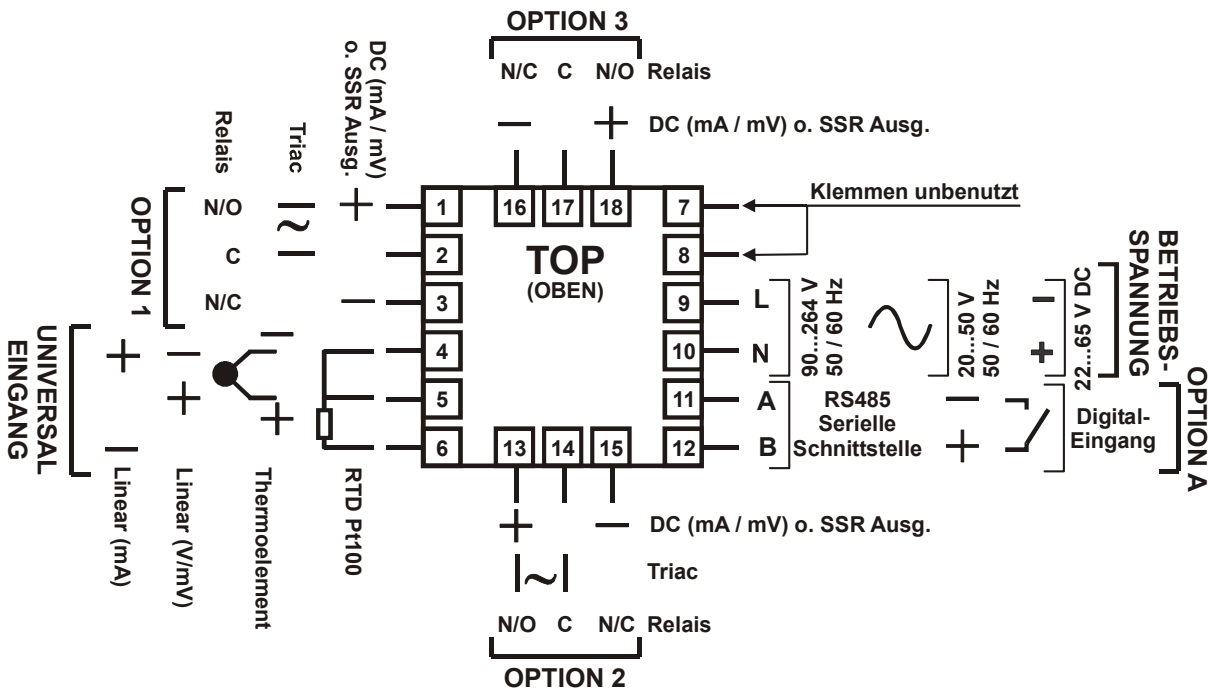 OPTION 3
N/C C N/O Relais
− + DC (mA / mV) o. SSR Ausg.
DC (mA / mV)
o. SSR Ausg.
Triac
Relais
OPTION 1
N/O
C
N/C
− ~ −
+
−
1
2
3
4
5
6
16 17 18
7
8
9
10
11
12
13 14 15
TOP
(OBEN)
Klemmen unbenutzt
L
N
A
B
90...264 V
50 / 60 Hz
20...50 V
50 / 60 Hz
− +
22...65 V DC
BETRIEBS-
SPANNUNG
RS485
Serielle
Schnittstelle
−
+
Digital-
Eingang
OPTION A
UNIVERSAL
EINGANG
+ −
− +
− +
Linear (mA)
Linear (V/mV)
Thermoelement
RTD Pt100
+ − DC (mA / mV) o. SSR Ausg.
~ Triac
N/O C N/C Relais
OPTION 2